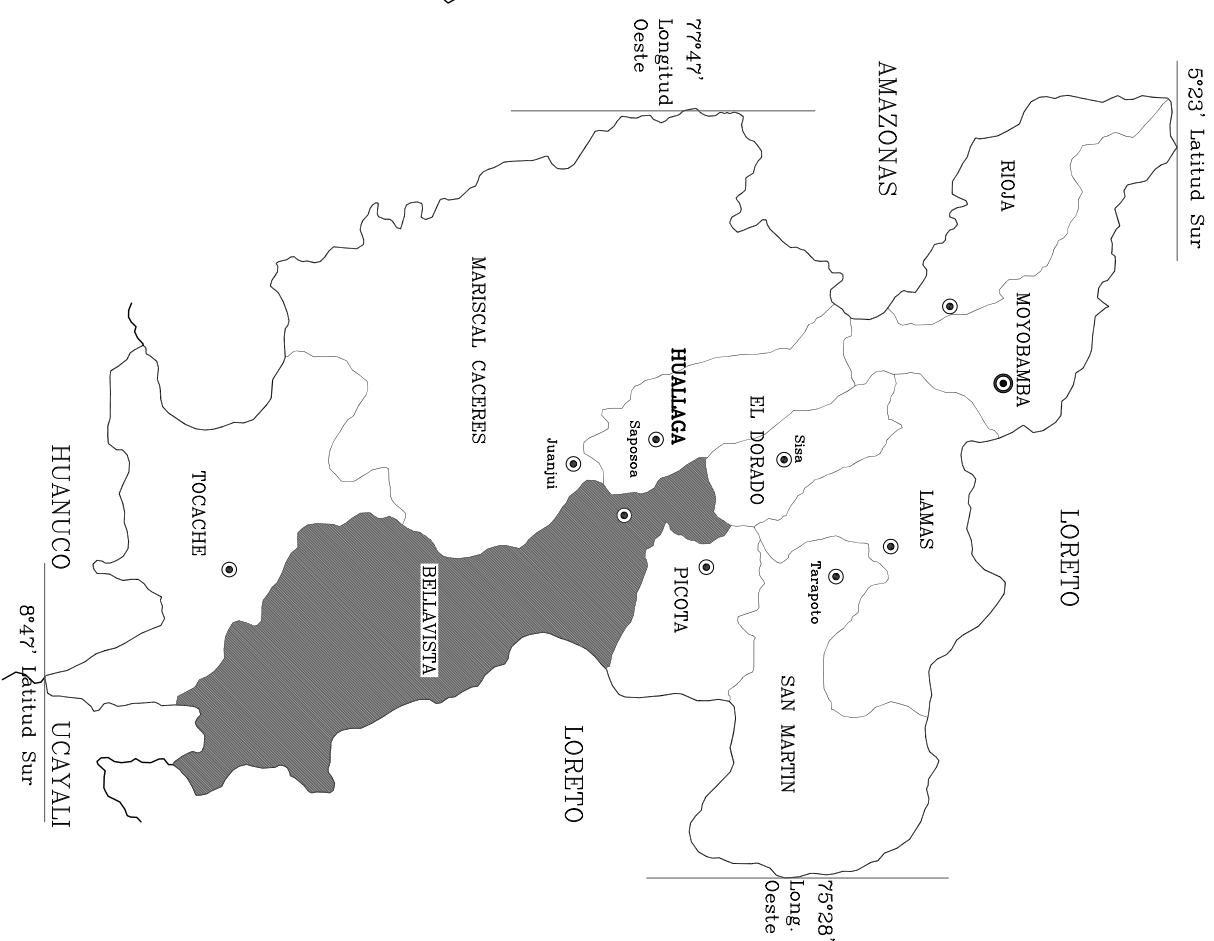 5°23' Latitud Sur
LORETO
MOYOBAMBA
RIOJA
LAMAS
AMAZONAS
Tarapoto
75°28'
Long.
Oeste
Sisa
SAN MARTIN
EL DORADO
77°47'
Longitud
Oeste
HUALLAGA
PICOTA
Saposoa
LORETO
Juanjui
MARISCAL CACERES
BELLAVISTA
TOCACHE
HUANUCO
UCAYALI
8°47' Latitud Sur